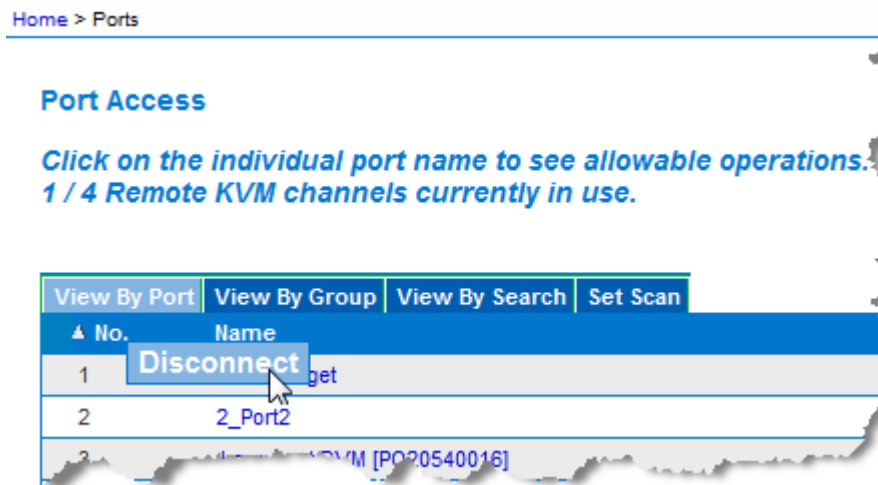 Home > Ports
Port Access
Click on the individual port name to see allowable operations.
1 / 4 Remote KVM channels currently in use.
View By Port View By Group View By Search Set Scan
▲ No. Name
Disconnect
1 get
2 2_Port2
3 [PQ20540016]